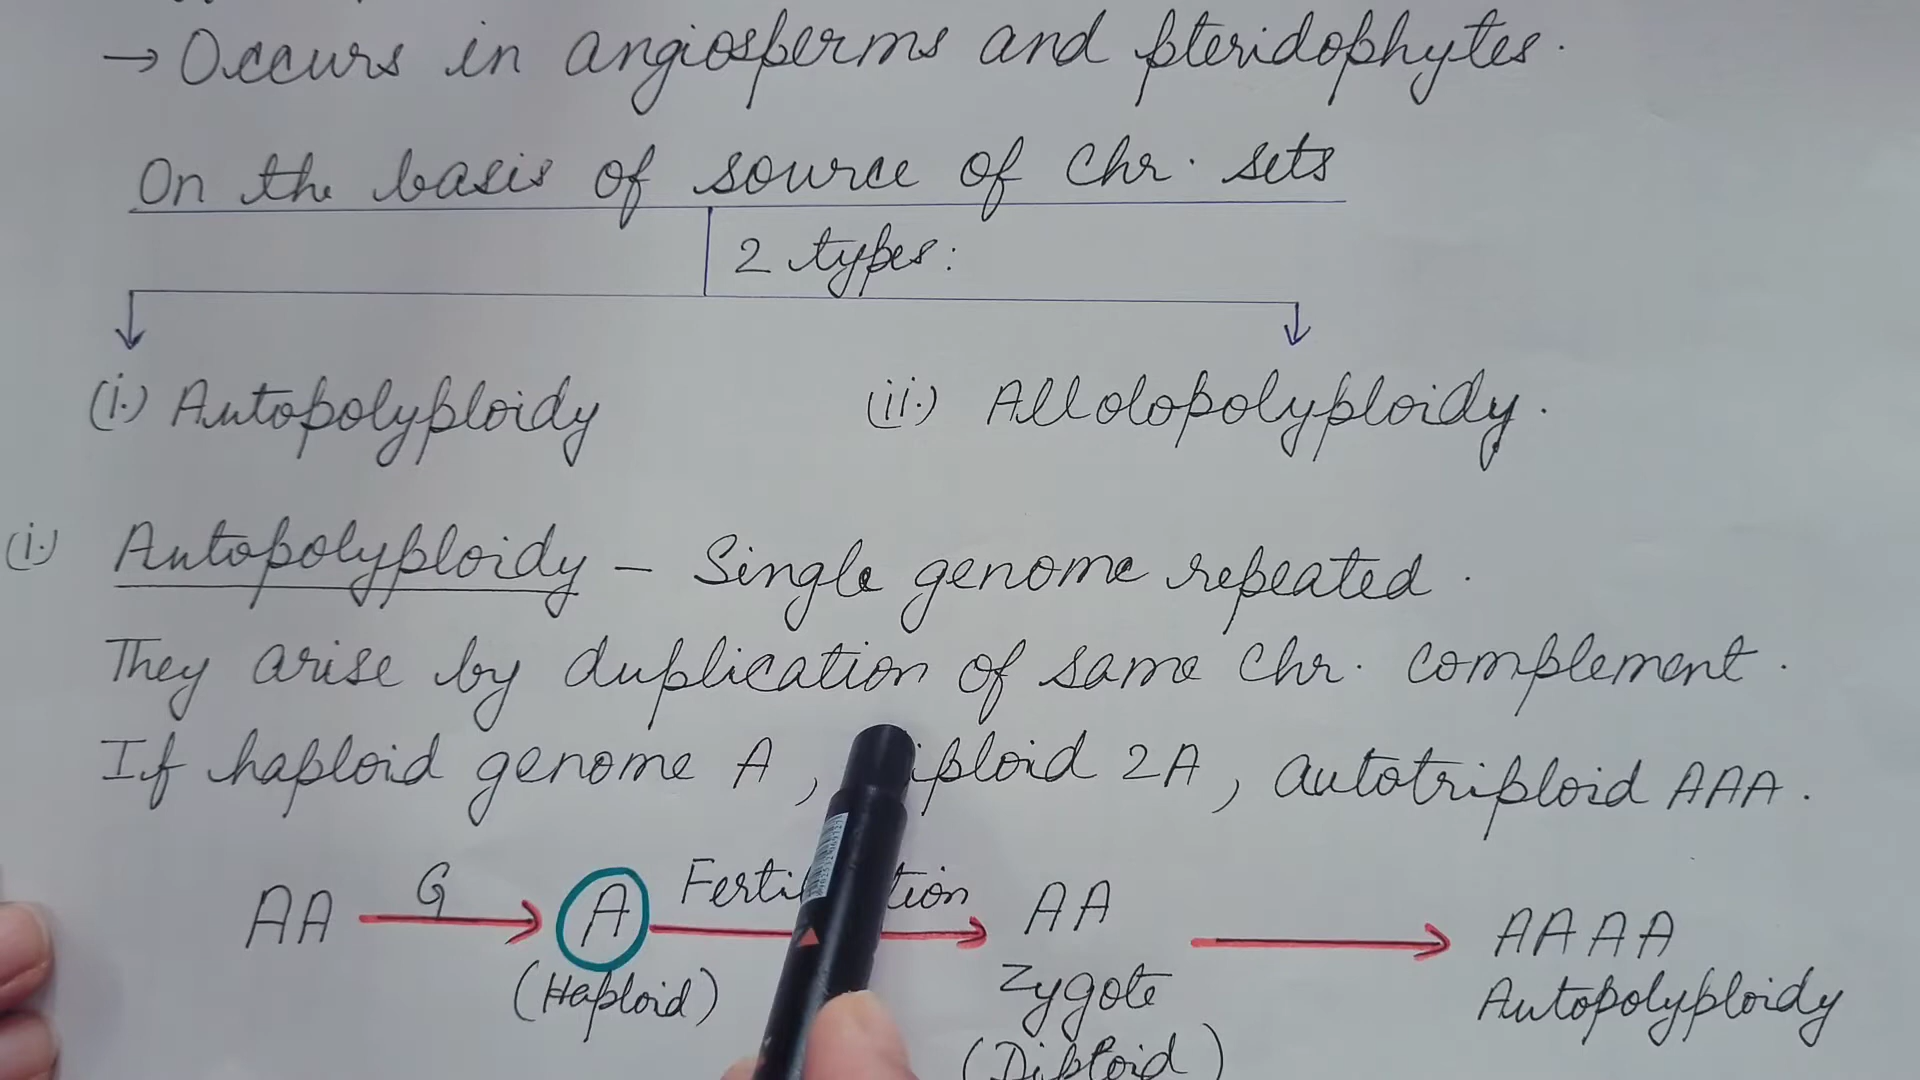 → Occurs in angiosperms and pteridophytes.
On the basis of source of Chr. sets
2 types:
(i.) Autopolyploidy (ii.) Allolopolyploidy.
(i.) Autopolyploidy – Single genome repeated.
They arise by duplication of same Chr. complement.
If haploid genome A, iploid 2A, autotriploid AAA.
AA G A Ferti tion AA AAAA
(Haploid) Zygote Autopolyploidy
(Diploid)